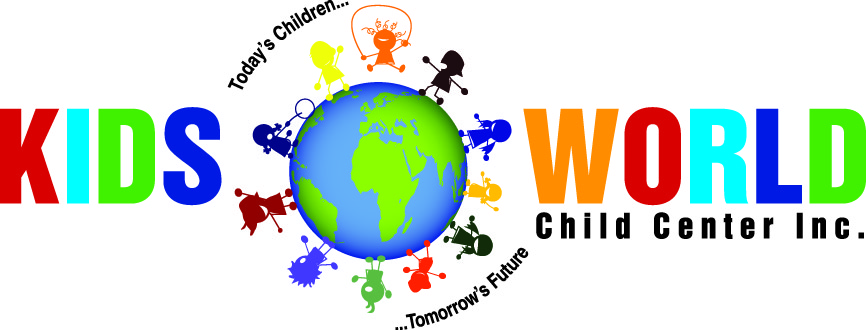 Today's Children...
KIDS WORLD
Child Center Inc.
...Tomorrow's Future